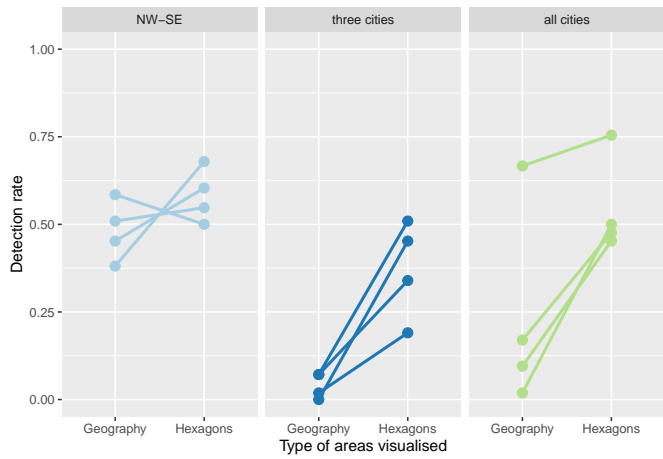 NW−SE three cities all cities
1.00
0.75
0.50
0.25
0.00
Detection rate
Geography Hexagons Geography Hexagons Geography Hexagons
Type of areas visualised